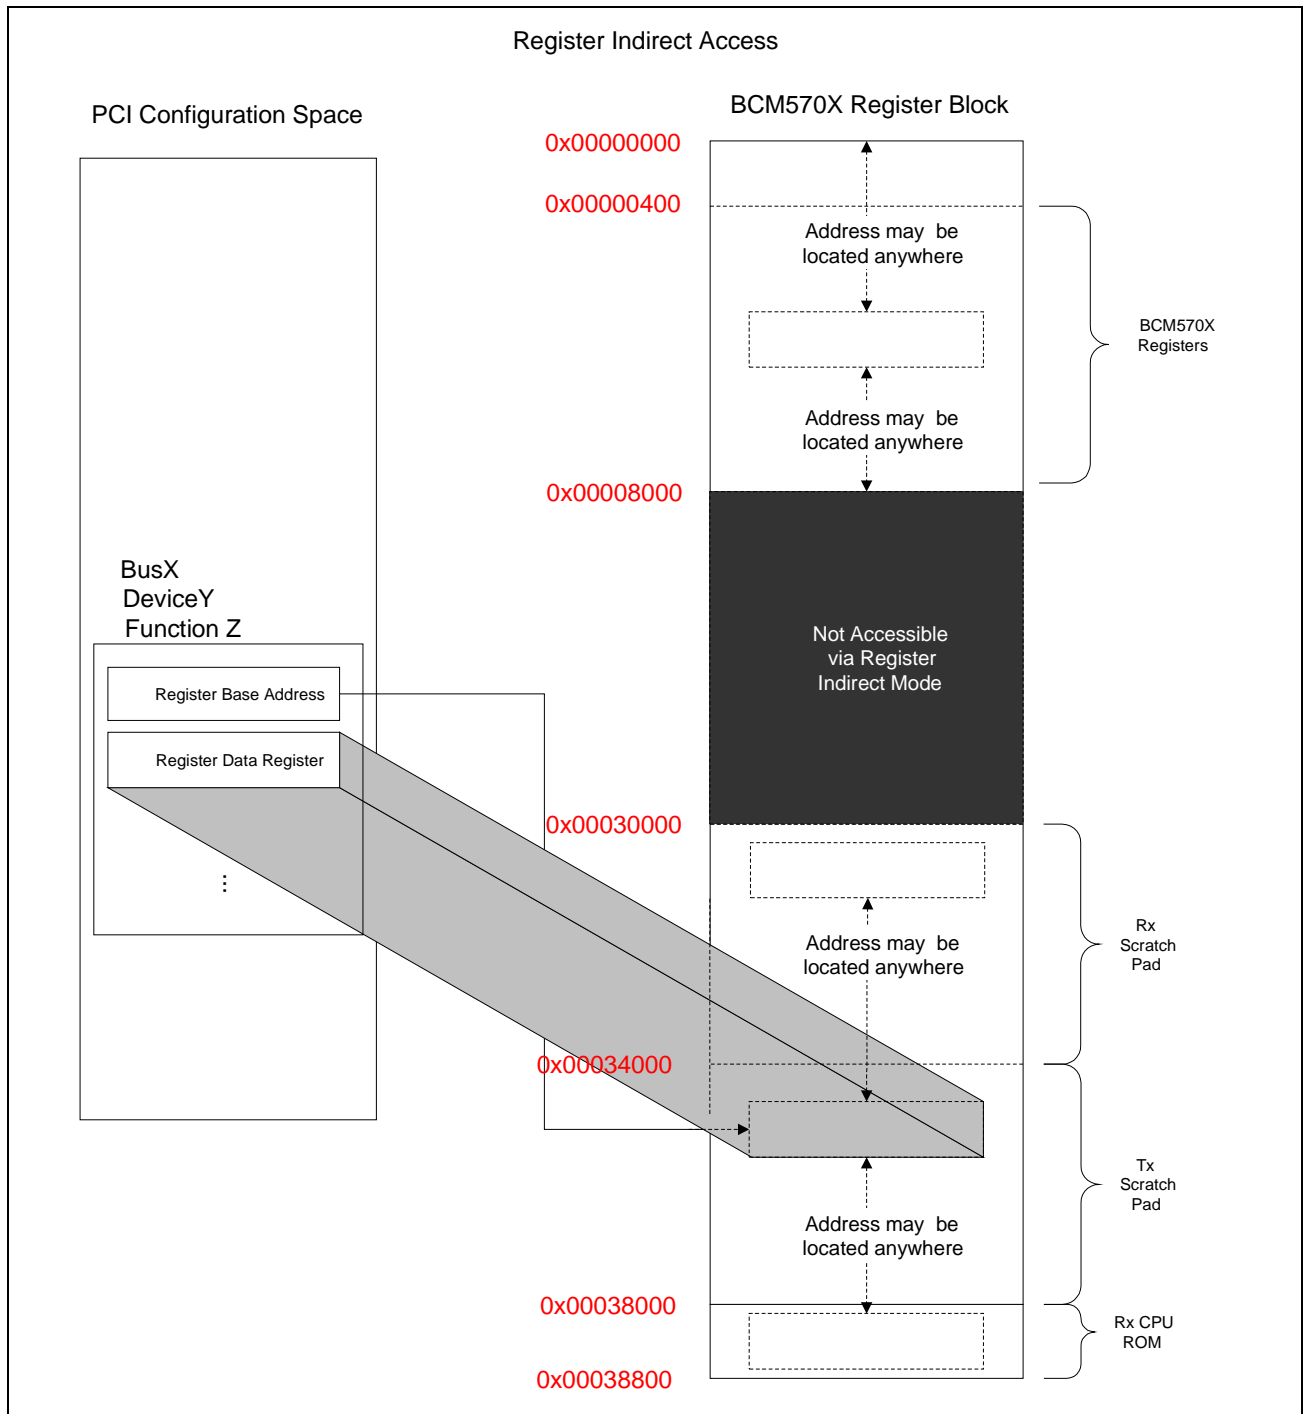 Register Indirect Access
PCI Configuration Space
BCM570X Register Block
0x00000000
0x00000400
Address may be
located anywhere
BCM570X
Registers
Address may be
located anywhere
0x00008000
BusX
DeviceY
Function Z
Not Accessible
via Register
Indirect Mode
Register Base Address
Register Data Register
...
0x00030000
Rx
Scratch
Pad
Address may be
located anywhere
0x00034000
Tx
Scratch
Pad
Address may be
located anywhere
0x00038000
Rx CPU
ROM
0x00038800